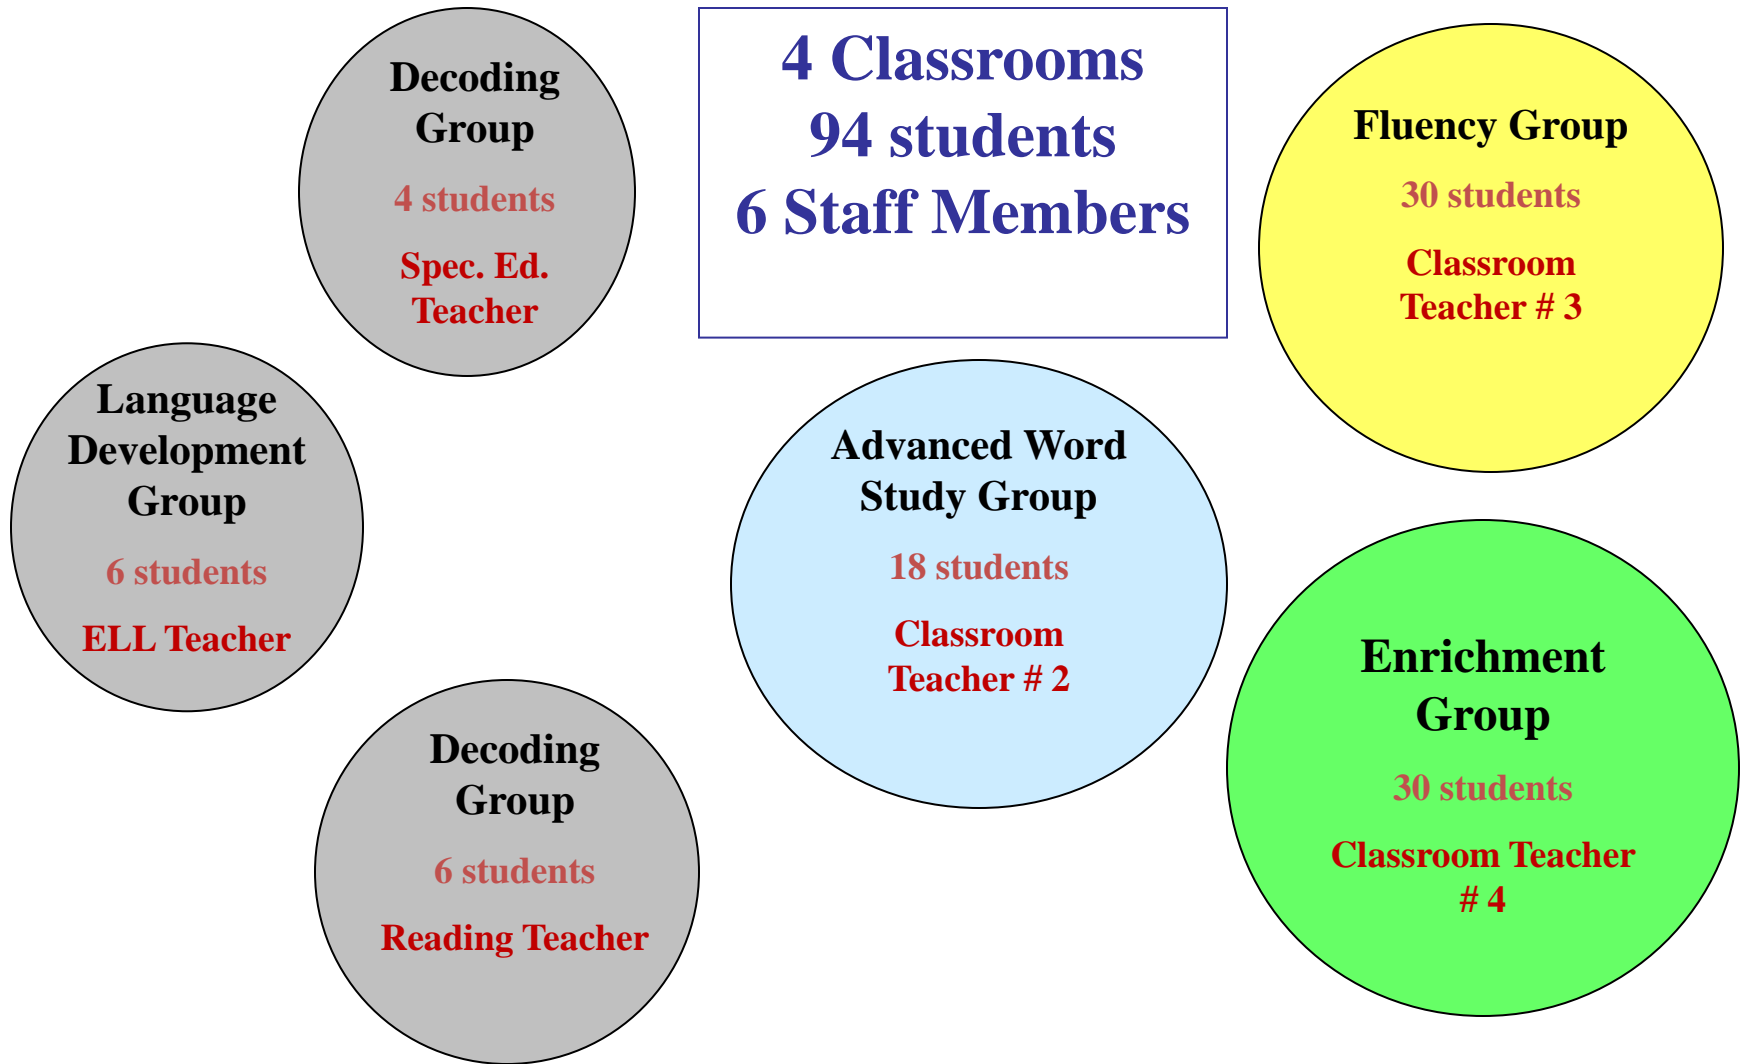 4 Classrooms
94 students
6 Staff Members
Decoding
Group
4 students
Spec. Ed.
Teacher
Fluency Group
30 students
Classroom
Teacher # 3
Language
Development
Group
6 students
ELL Teacher
Advanced Word
Study Group
18 students
Classroom
Teacher # 2
Enrichment
Group
30 students
Classroom Teacher
# 4
Decoding
Group
6 students
Reading Teacher